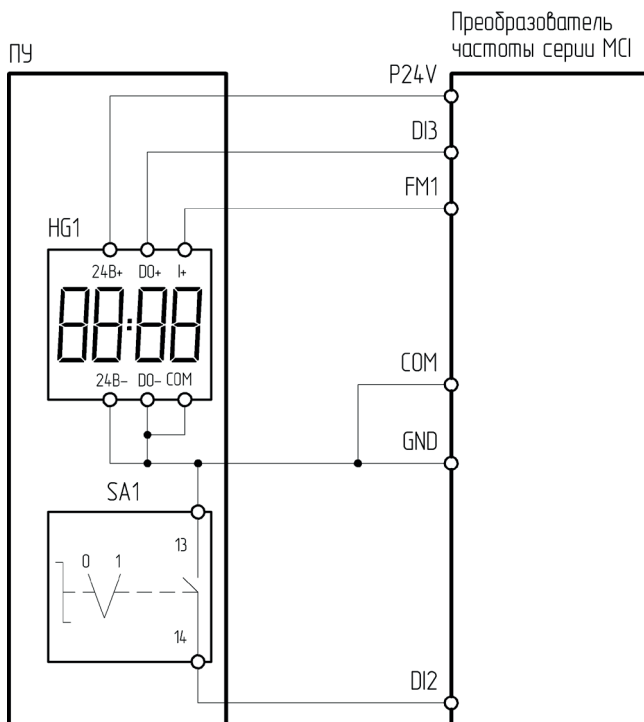 Преобразователь
частоты серии MCI
ПУ
P24V
DI3
FM1
HG1
24В+ DO+ I+
88:88
24В- DO- COM
COM
GND
SA1
13
0 1
14
DI2